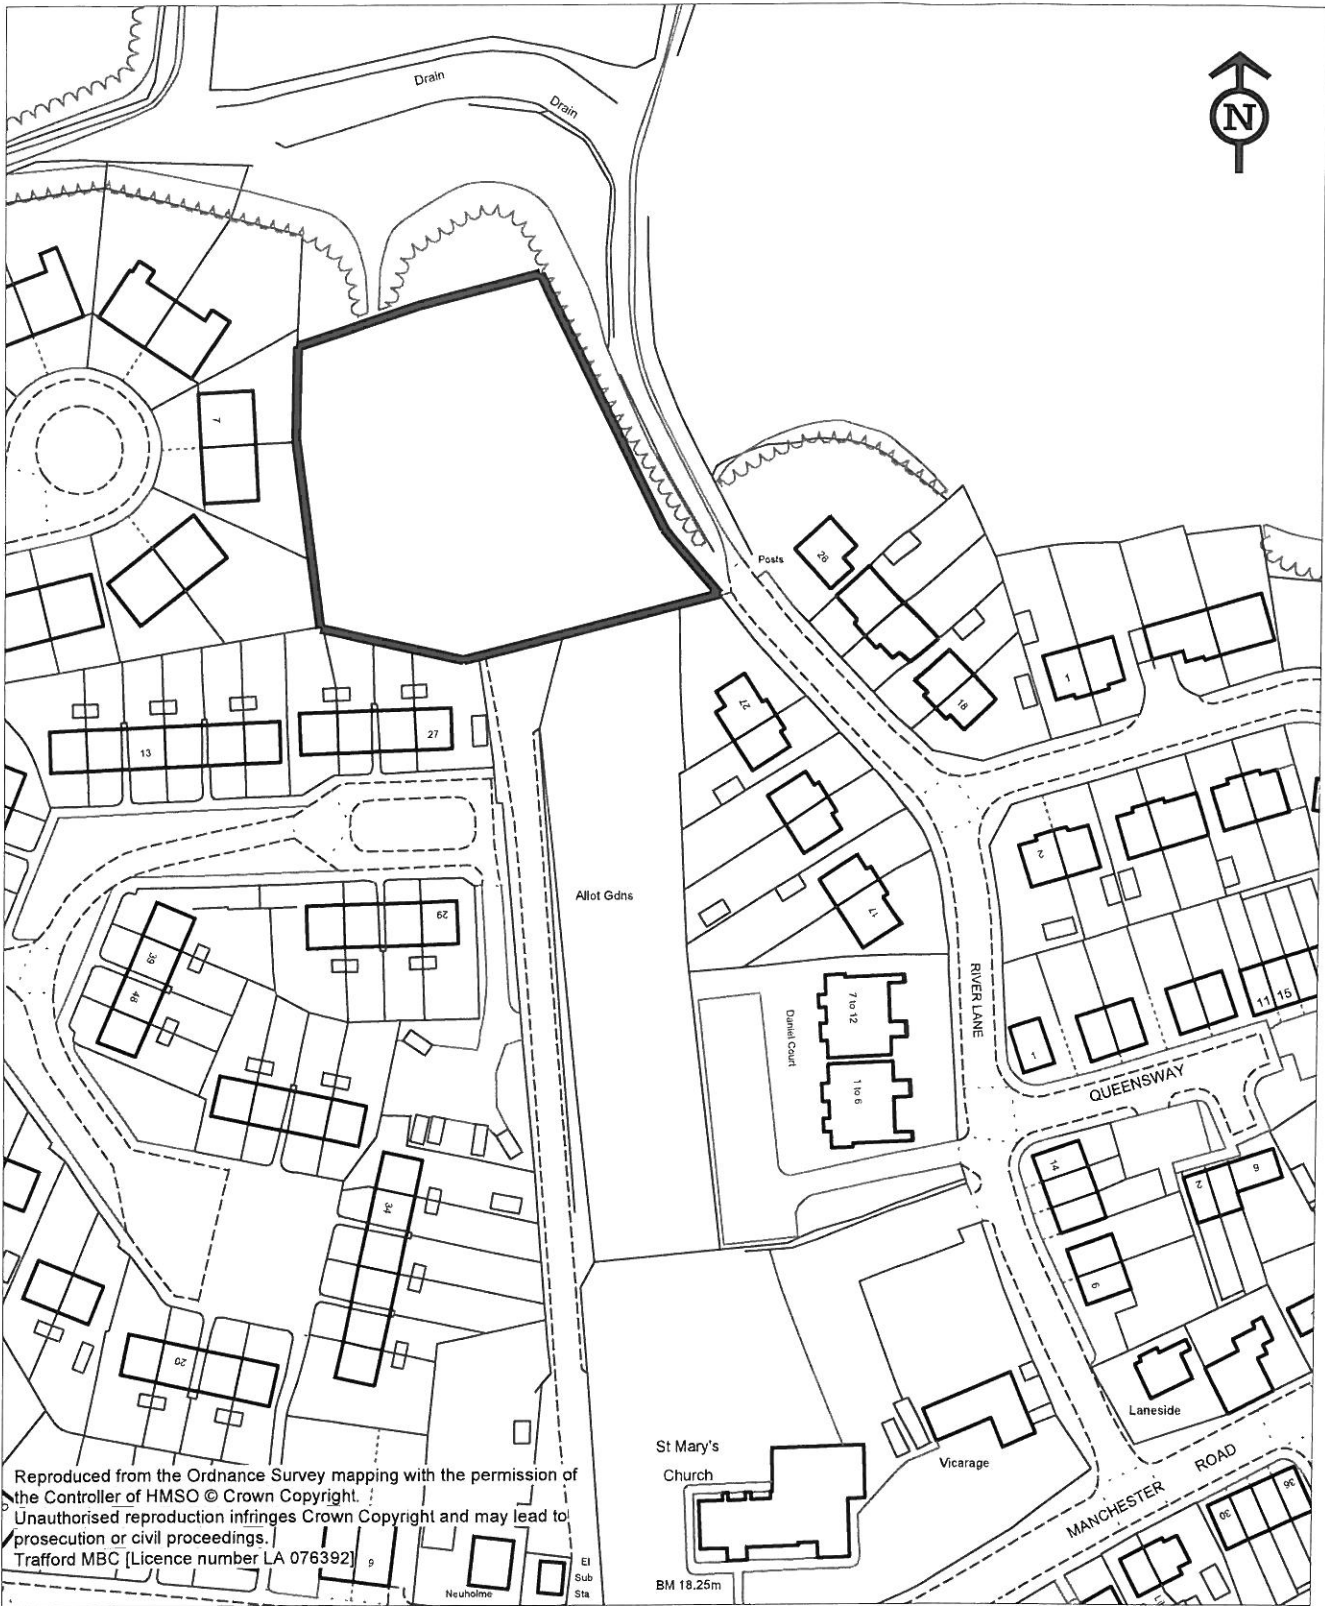 Drain
Drain
N
7
Posts
26
18
1
27
13
27
2
17
Allot Gdns
29
39
48
7 to 12
Daniel Court
1 to 6
RIVER LANE
11 15
1
QUEENSWAY
14
2
6
34
6
20
Laneside
St Mary's
Church
Vicarage
MANCHESTER ROAD
36
30
Reproduced from the Ordnance Survey mapping with the permission of
the Controller of HMSO © Crown Copyright.
Unauthorised reproduction infringes Crown Copyright and may lead to
prosecution or civil proceedings.
Trafford MBC [Licence number LA 076392]
9
Neuholme
El
Sub
Sta
BM 18.25m